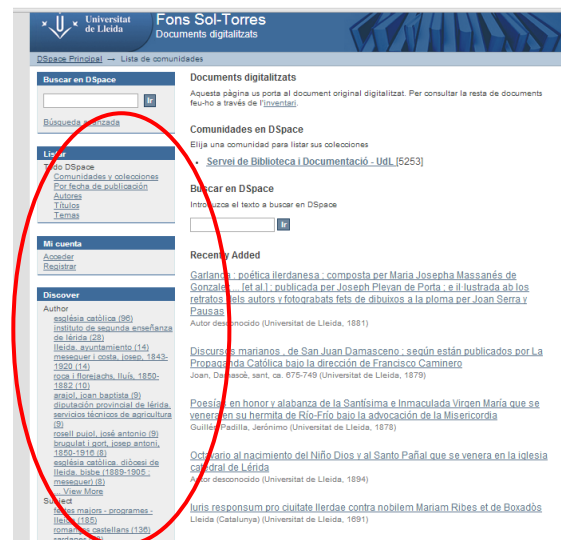 Universitat
de Lleida
Fons Sol-Torres
Documents digitalitzats
DSpace Principal → Lista de comunidades
Buscar en DSpace
Ir
Búsqueda avanzada
Listar
Todo DSpace
Comunidades y colecciones
Por fecha de publicación
Autores
Títulos
Temas
Mi cuenta
Acceder
Registrar
Discover
Author
església catòlica (96)
instituto de segunda enseñanza
de lérida (28)
lleida. ayuntamiento (14)
meseguer i costa, josep, 1843-
1920 (14)
roca i florejachs, lluís, 1850-
1882 (10)
arajol, joan baptista (9)
diputación provincial de lérida.
servicios técnicos de agricultura
(9)
rosell pujol, josé antonio (9)
brugulat i gort, josep antoni,
1850-1916 (8)
església catòlica. diòcesi de
lleida. bisbe (1889-1905 :
meseguer) (8)
... View More
Subject
festes majors - programes -
lleida (185)
romanços castellans (136)
Documents digitalitzats
Aquesta pàgina us porta al document original digitalitzat. Per consultar la resta de documents
feu-ho a través de l'inventari.
Comunidades en DSpace
Elija una comunidad para listar sus colecciones
• Servei de Biblioteca i Documentació - UdL [5253]
Buscar en DSpace
Introduzca el texto a buscar en DSpace
Ir
Recently Added
Garlanda : poética ilerdanesa : composta per Maria Josepha Massanés de
Gonzalez ... [et al.] ; publicada per Joseph Pleyan de Porta ; e il·lustrada ab los
retratos dels autors y fotograbats fets de dibuixos a la ploma per Joan Serra y
Pausas
Autor desconocido (Universitat de Lleida, 1881)
Discursos marianos , de San Juan Damasceno : según están publicados por La
Propaganda Católica bajo la dirección de Francisco Caminero
Joan, Damascè, sant, ca. 675-749 (Universitat de Lleida, 1879)
Poesías en honor y alabanza de la Santísima e Inmaculada Virgen María que se
venera en su hermita de Río-Frío bajo la advocación de la Misericordia
Guillén Padilla, Jerónimo (Universitat de Lleida, 1878)
Octavario al nacimiento del Niño Dios y al Santo Pañal que se venera en la iglesia
catedral de Lérida
Autor desconocido (Universitat de Lleida, 1894)
Iuris responsum pro ciuitate Ilerdae contra nobilem Mariam Ribes et de Boxadòs
Lleida (Catalunya) (Universitat de Lleida, 1691)